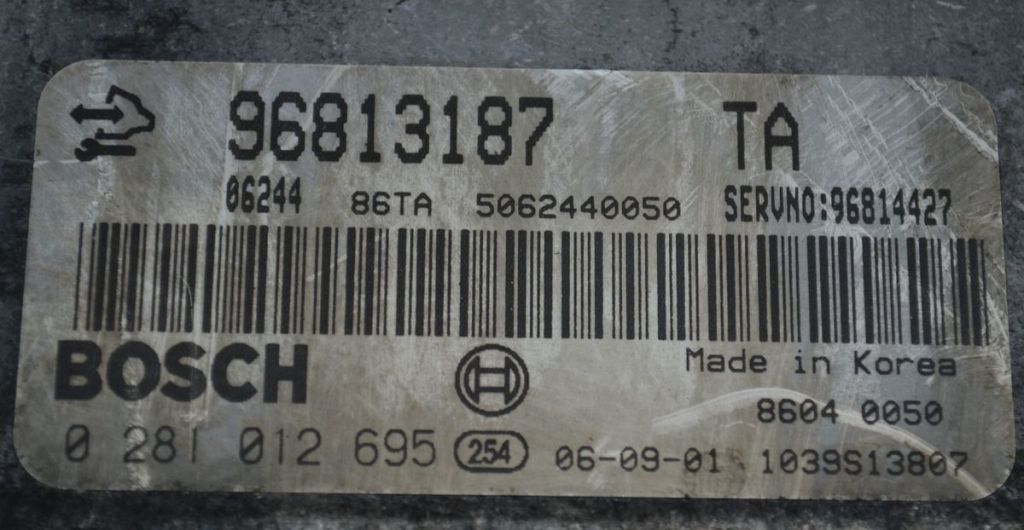 96813187 TA
06244 86TA 5062440050 SERVNO:96814427
BOSCH Made in Korea
8604 0050
0 281 012 695 254 06-09-01 1039S13807